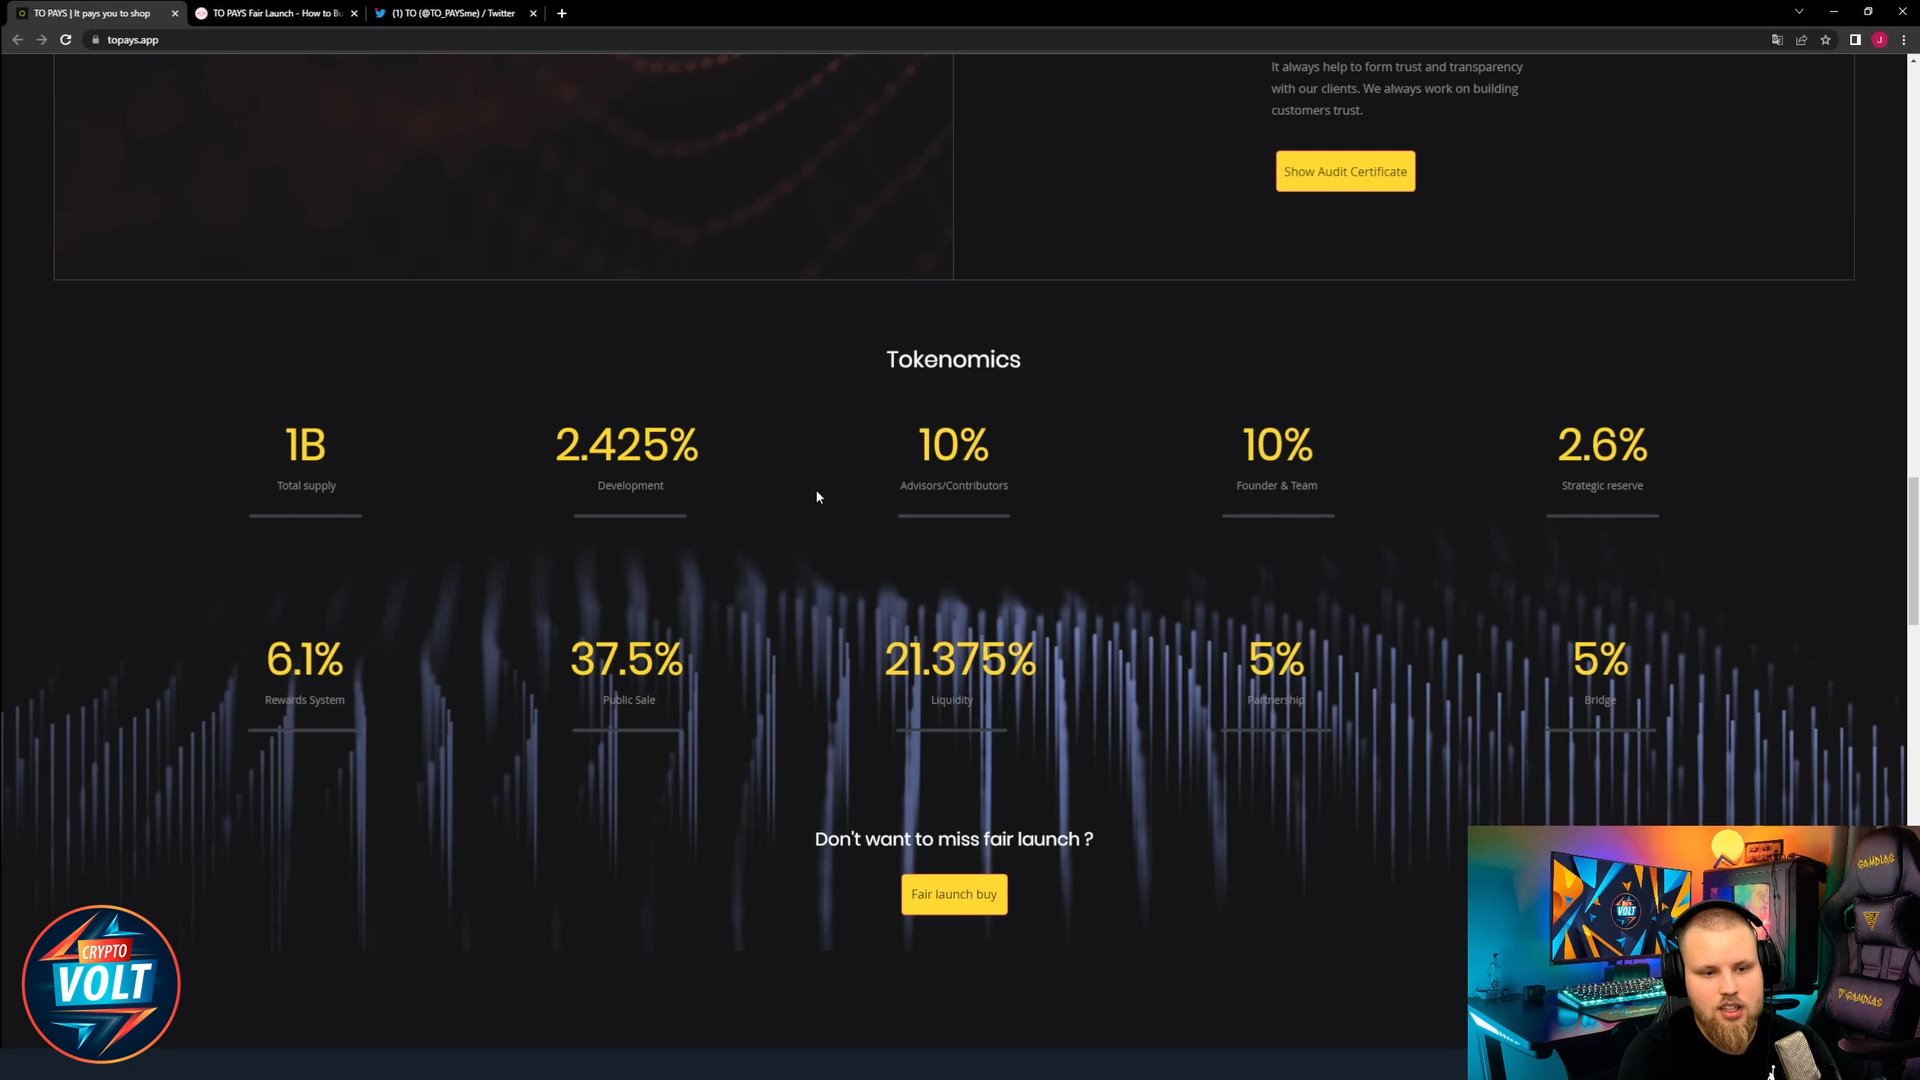 TO PAYS | It pays you to shop
TO PAYS Fair Launch - How to Bu
(1) TO (@TO_PAYSme) / Twitter
topays.app
J
It always help to form trust and transparency
with our clients. We always work on building
customers trust.
Show Audit Certificate
Tokenomics
1B
Total supply
2.425%
Development
10%
Advisors/Contributors
10%
Founder & Team
2.6%
Strategic reserve
6.1%
Rewards System
37.5%
Public Sale
21.375%
Liquidity
5%
Partnership
5%
Bridge
Don't want to miss fair launch ?
Fair launch buy
CRYPTO
VOLT
VOLT
GAMDIAS
GAMDIAS